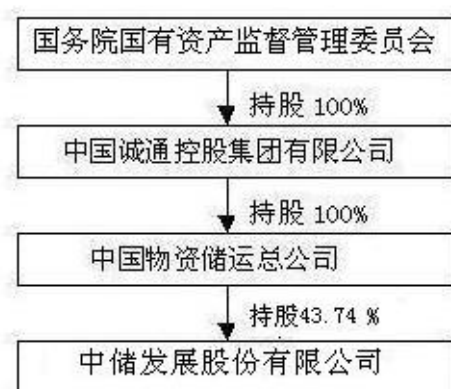 国务院国有资产监督管理委员会
持股 100%
中国诚通控股集团有限公司
持股 100%
中国物资储运总公司
持股43.74 %
中储发展股份有限公司